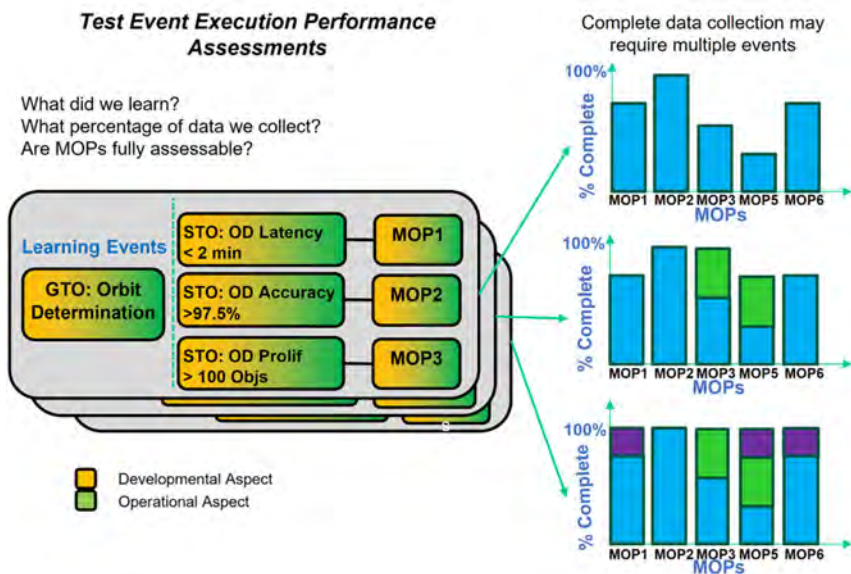 Test Event Execution Performance
Assessments
What did we learn?
What percentage of data we collect?
Are MOPs fully assessable?
Learning Events
GTO: Orbit
Determination
STO: OD Latency
< 2 min
MOP1
STO: OD Accuracy
>97.5%
MOP2
STO: OD Prolif
> 100 Objs
MOP3
Developmental Aspect
Operational Aspect
Complete data collection may
require multiple events
100%
% Complete
MOP1 MOP2 MOP3 MOP5 MOP6
MOPs
100%
% Complete
MOP1 MOP2 MOP3 MOP5 MOP6
MOPs
100%
% Complete
MOP1 MOP2 MOP3 MOP5 MOP6
MOPs